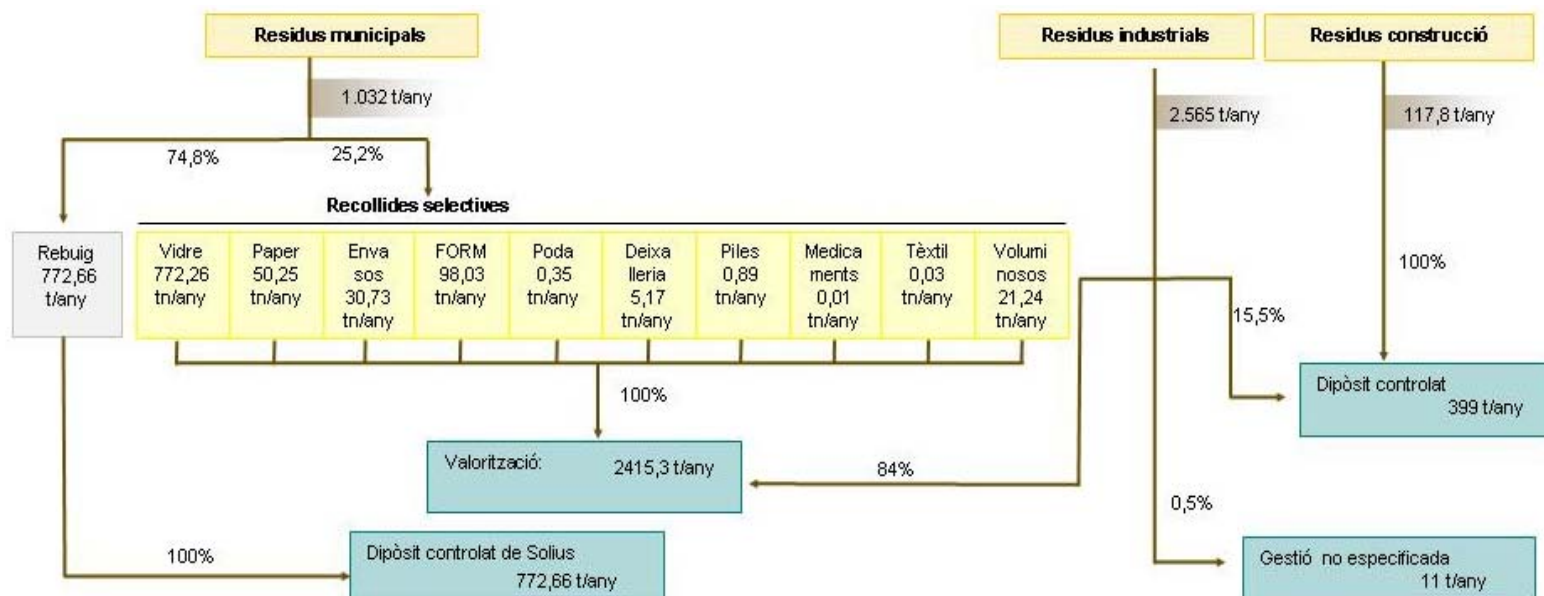 Residus municipals
Residus industrials
Residus construcció
1.032 t/any
2.565 t/any
117,8 t/any
74,8%
25,2%
Recollides selectives
Rebuig
772,66
t/any
Vidre
772,26
tn/any
Paper
50,25
tn/any
Enva
sos
30,73
tn/any
FORM
98,03
tn/any
Poda
0,35
tn/any
Deixa
lleria
5,17
tn/any
Piles
0,89
tn/any
Medica
ments
0,01
tn/any
Tèxtil
0,03
tn/any
Volumi
nosos
21,24
tn/any
100%
15,5%
100%
Dipòsit controlat
399 t/any
Valorització:
2415,3 t/any
84%
0,5%
100%
Dipòsit controlat de Solius
772,66 t/any
Gestió no especificada
11 t/any